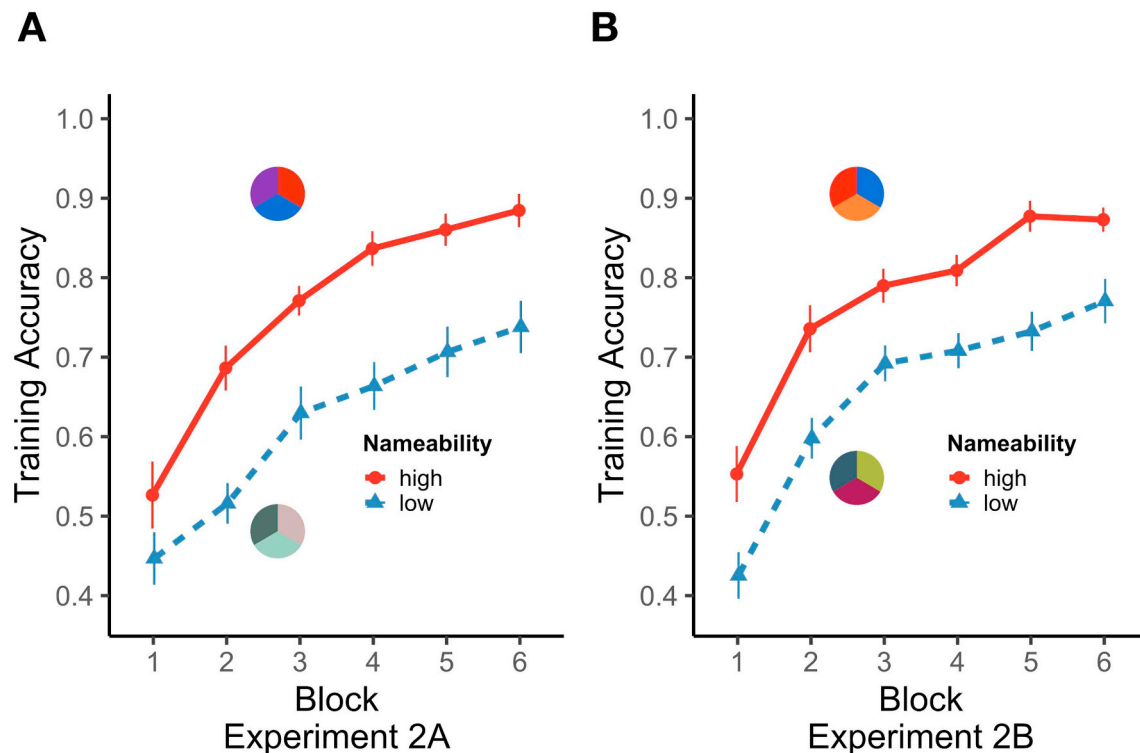 A
Training Accuracy
1.0
0.9
0.8
0.7
0.6
0.5
0.4
Nameability
high
low
1 2 3 4 5 6
Block
Experiment 2A
B
Training Accuracy
1.0
0.9
0.8
0.7
0.6
0.5
0.4
Nameability
high
low
1 2 3 4 5 6
Block
Experiment 2B